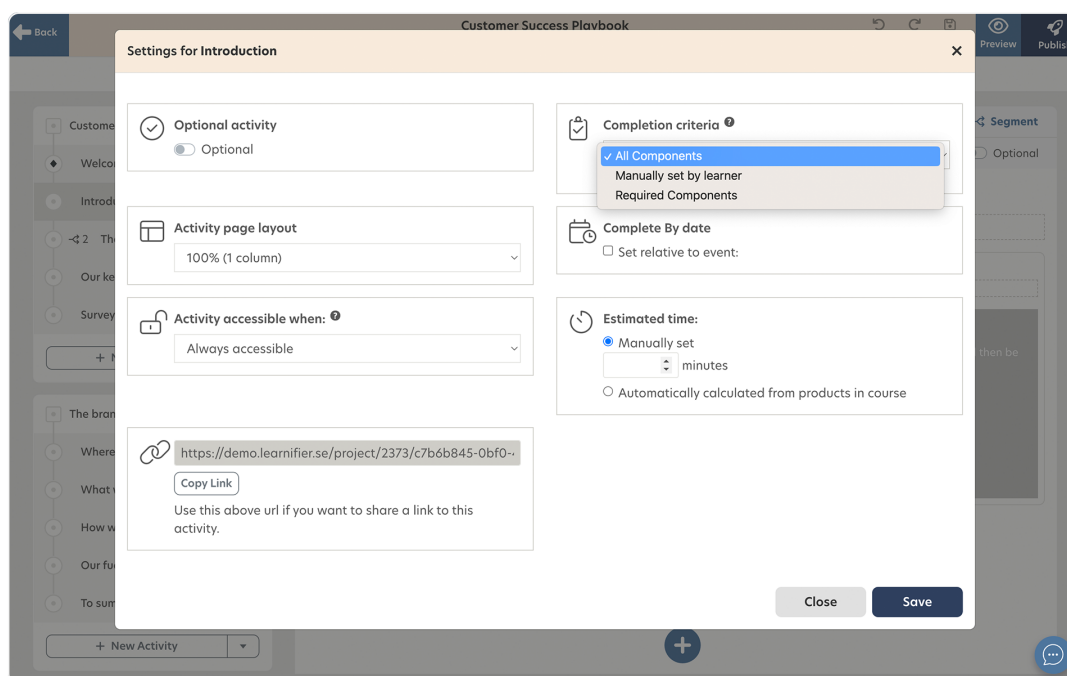 Back
Customer Success Playbook
Preview
Publis
Settings for Introduction
Optional activity
Optional
Completion criteria
All Components
Manually set by learner
Required Components
Activity page layout
100% (1 column)
Complete By date
Set relative to event:
Activity accessible when:
Always accessible
Estimated time:
Manually set
minutes
Automatically calculated from products in course
https://demo.learnifier.se/project/2373/c7b6b845-0bf0-
Copy Link
Use this above url if you want to share a link to this
activity.
Close
Save
Custome
Welco
Introd
2 Th
Our ke
Survey
+ N
The bran
Where
What
How w
Our fu
To sum
+ New Activity
Segment
Optional
then be